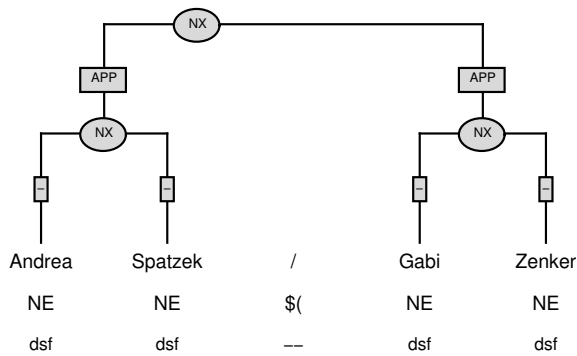 NX
APP APP
NX NX
– – – –
Andrea Spatzek / Gabi Zenker
NE NE $( NE NE
dsf dsf –– dsf dsf